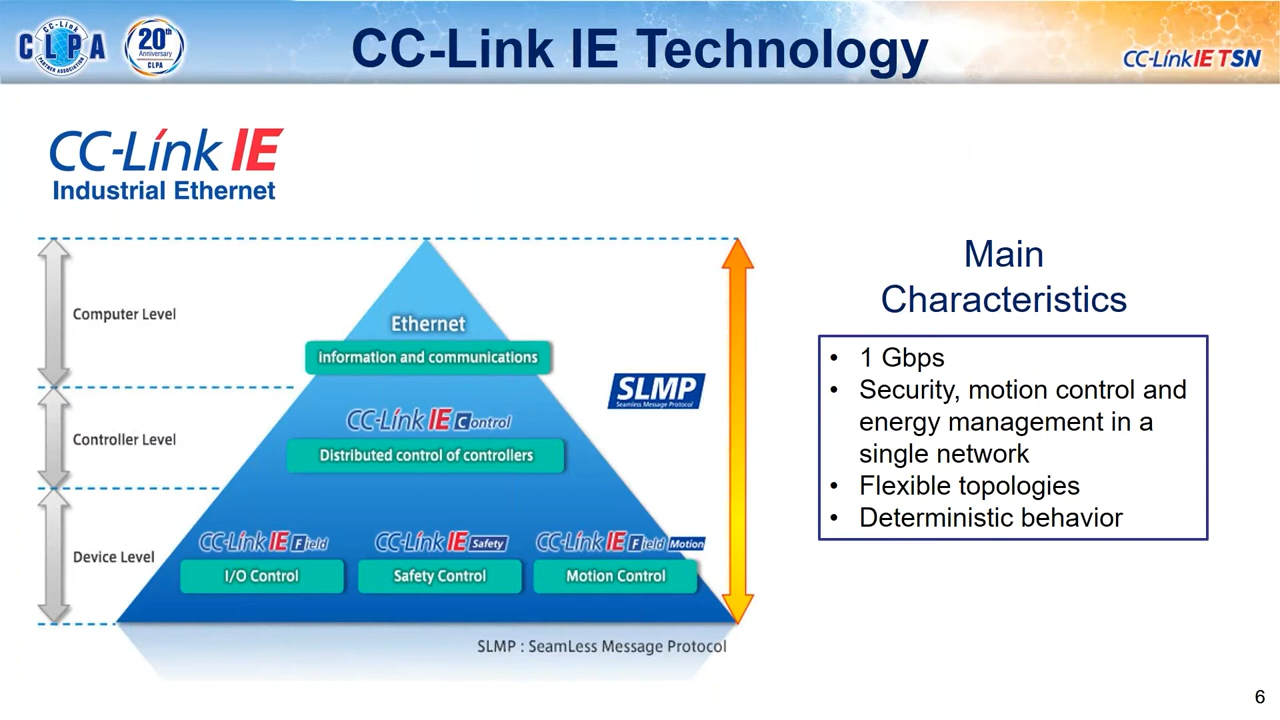 CC-Link
CLPA
PARTNER ASSOCIATION
20th
Anniversary
CLPA
CC-Link IE Technology
CC-Link IE TSN
CC-Link IE
Industrial Ethernet
Computer Level
Ethernet
Information and communications
SLMP
Seamless Message Protocol
Controller Level
CC-Link IE Control
Distributed control of controllers
Device Level
CC-Link IE Field
I/O Control
CC-Link IE Safety
Safety Control
CC-Link IE Field Motion
Motion Control
SLMP : SeamLess Message Protocol
Main
Characteristics
• 1 Gbps
• Security, motion control and
energy management in a
single network
• Flexible topologies
• Deterministic behavior
6